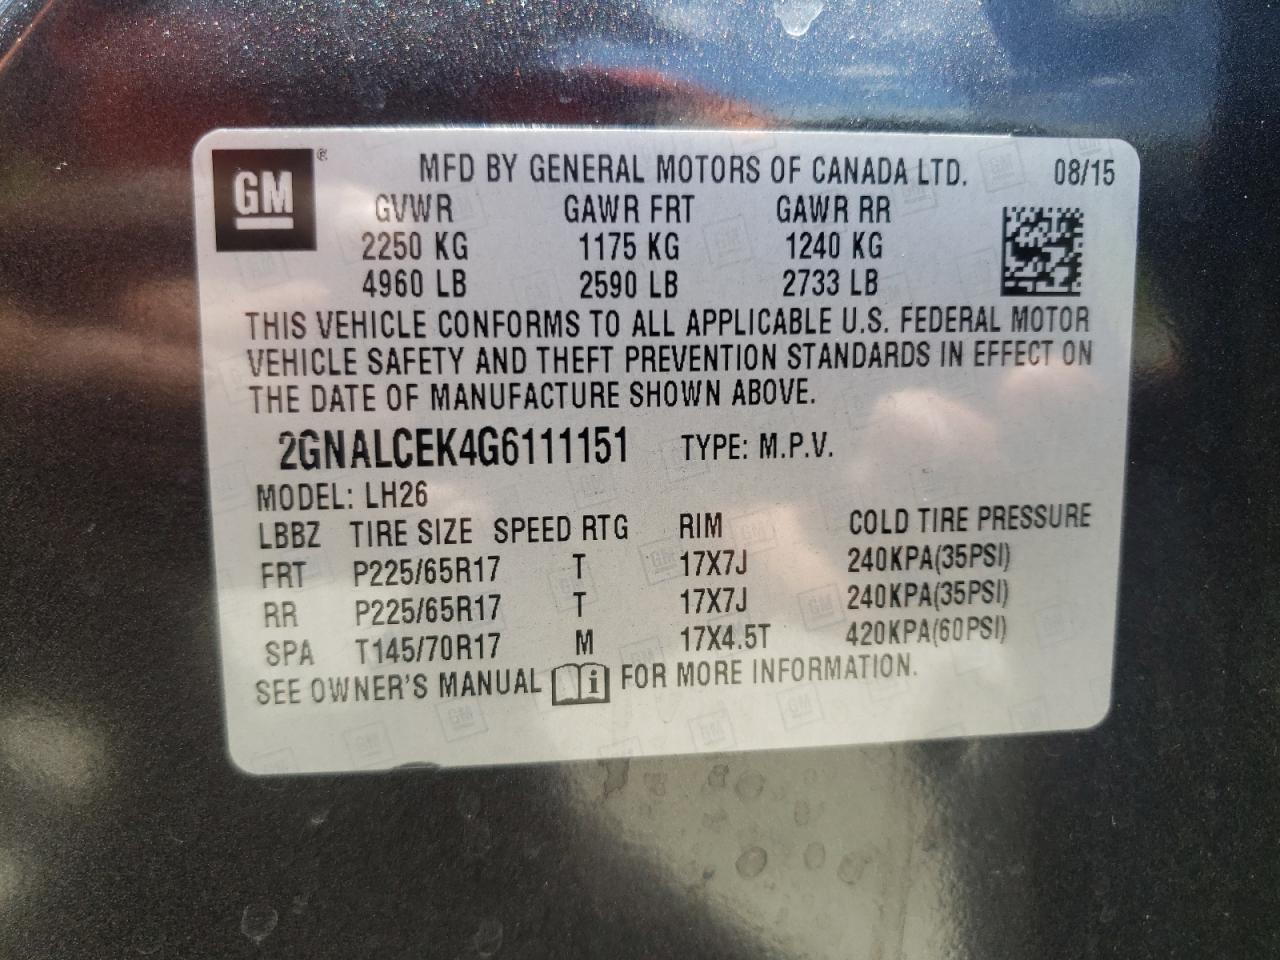 GM ® MFD BY GENERAL MOTORS OF CANADA LTD. 08/15
GVWR GAWR FRT GAWR RR
2250 KG 1175 KG 1240 KG
4960 LB 2590 LB 2733 LB
THIS VEHICLE CONFORMS TO ALL APPLICABLE U.S. FEDERAL MOTOR
VEHICLE SAFETY AND THEFT PREVENTION STANDARDS IN EFFECT ON
THE DATE OF MANUFACTURE SHOWN ABOVE.
2GNALCEK4G6111151 TYPE: M.P.V.
MODEL: LH26
LBBZ TIRE SIZE SPEED RTG RIM COLD TIRE PRESSURE
FRT P225/65R17 T 17X7J 240KPA(35PSI)
RR P225/65R17 T 17X7J 240KPA(35PSI)
SPA T145/70R17 M 17X4.5T 420KPA(60PSI)
SEE OWNER'S MANUAL i FOR MORE INFORMATION.